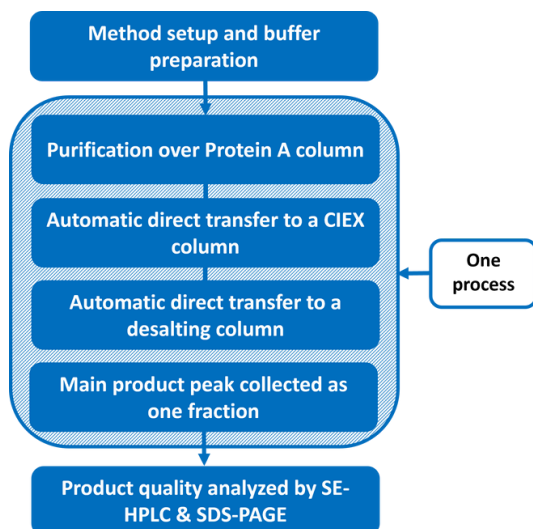 Method setup and buffer
preparation
Purification over Protein A column
Automatic direct transfer to a CIEX
column
Automatic direct transfer to a
desalting column
Main product peak collected as
one fraction
One
process
Product quality analyzed by SE-
HPLC & SDS-PAGE